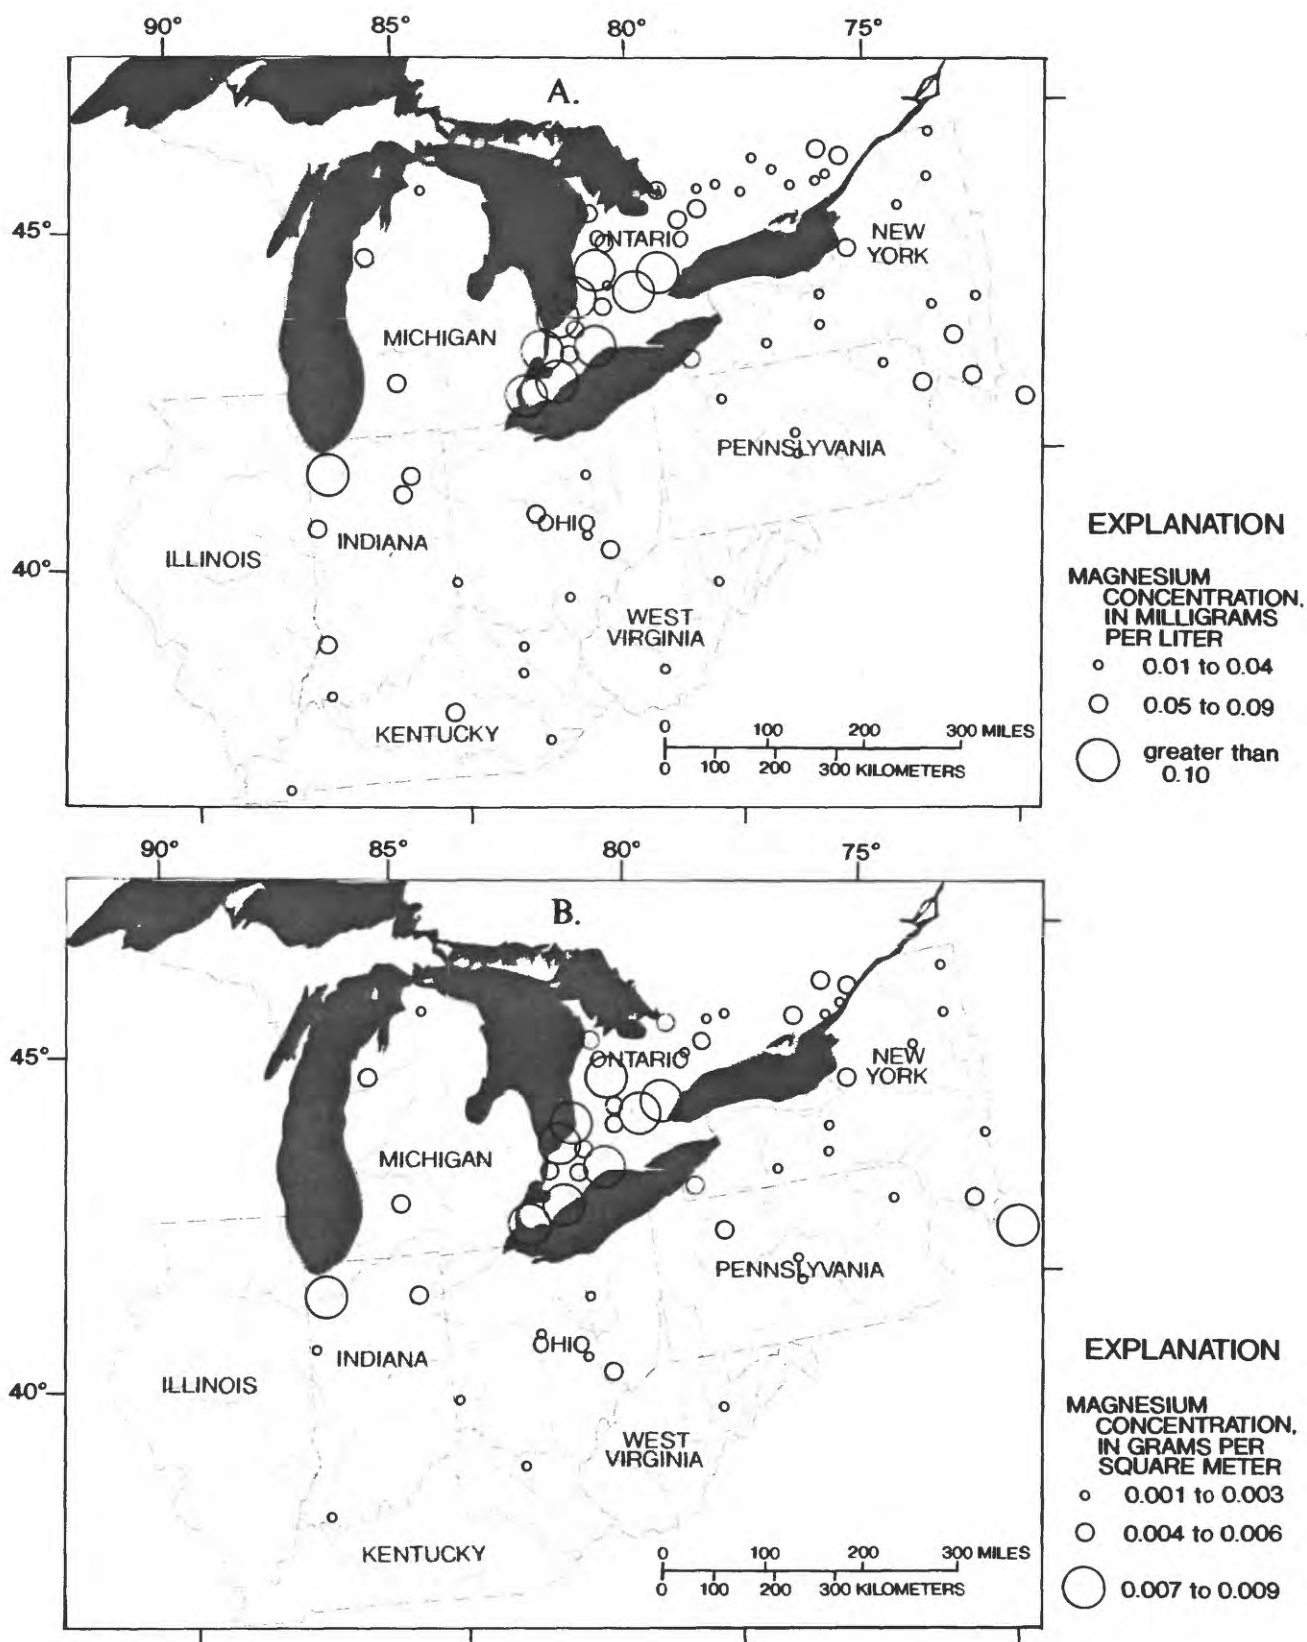 90° 85° 80° 75°
A.
45°
ONTARIO
NEW
YORK
MICHIGAN
PENNSLYVANIA
OHIO
INDIANA
ILLINOIS
40°
WEST
VIRGINIA
KENTUCKY
0 100 200 300 MILES
0 100 200 300 KILOMETERS
EXPLANATION
MAGNESIUM
CONCENTRATION,
IN MILLIGRAMS
PER LITER
0.01 to 0.04
0.05 to 0.09
greater than
0.10
90° 85° 80° 75°
B.
45°
ONTARIO
NEW
YORK
MICHIGAN
PENNSLYVANIA
OHIO
INDIANA
ILLINOIS
40°
WEST
VIRGINIA
KENTUCKY
0 100 200 300 MILES
0 100 200 300 KILOMETERS
EXPLANATION
MAGNESIUM
CONCENTRATION,
IN GRAMS PER
SQUARE METER
0.001 to 0.003
0.004 to 0.006
0.007 to 0.009